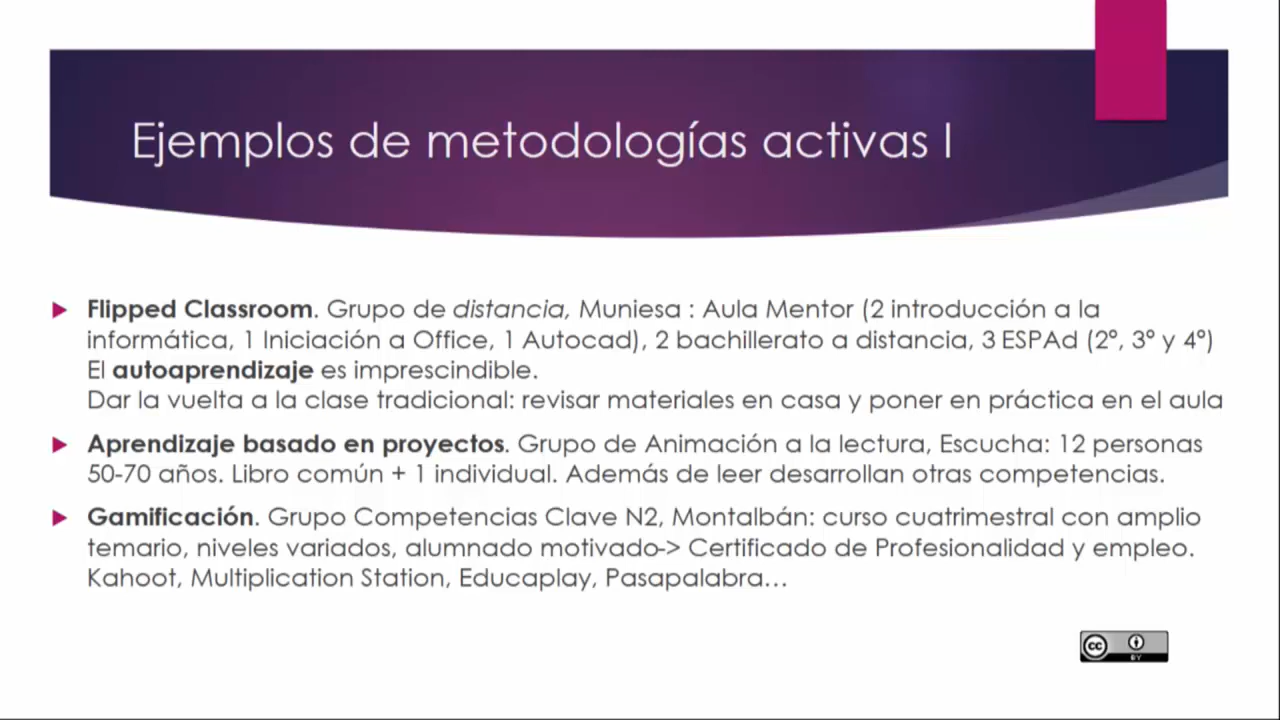 Ejemplos de metodologías activas I
Flipped Classroom. Grupo de distancia, Muniesa : Aula Mentor (2 introducción a la
informática, 1 Iniciación a Office, 1 Autocad), 2 bachillerato a distancia, 3 ESPAd (2º, 3º y 4º)
El autoaprendizaje es imprescindible.
Dar la vuelta a la clase tradicional: revisar materiales en casa y poner en práctica en el aula
Aprendizaje basado en proyectos. Grupo de Animación a la lectura, Escucha: 12 personas
50-70 años. Libro común + 1 individual. Además de leer desarrollan otras competencias.
Gamificación. Grupo Competencias Clave N2, Montalbán: curso cuatrimestral con amplio
temario, niveles variados, alumnado motivado-> Certificado de Profesionalidad y empleo.
Kahoot, Multiplication Station, Educaplay, Pasapalabra…
cc
BY